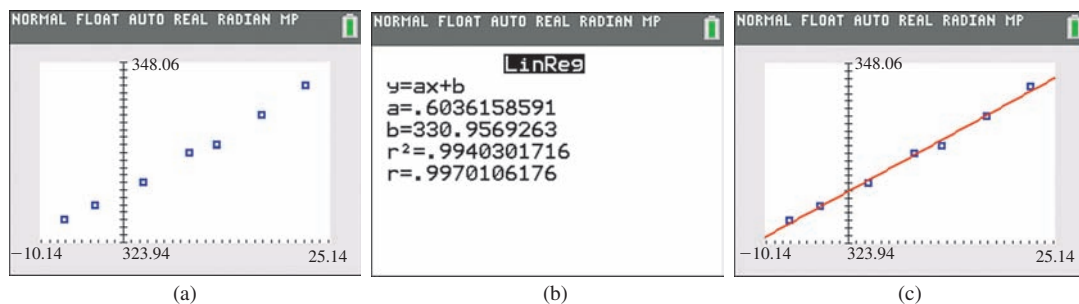 NORMAL FLOAT AUTO REAL RADIAN MP
348.06
−10.14
323.94
25.14
(a)
NORMAL FLOAT AUTO REAL RADIAN MP
LinReg
y=ax+b
a=.6036158591
b=330.9569263
r²=.9940301716
r=.9970106176
(b)
NORMAL FLOAT AUTO REAL RADIAN MP
348.06
−10.14
323.94
25.14
(c)